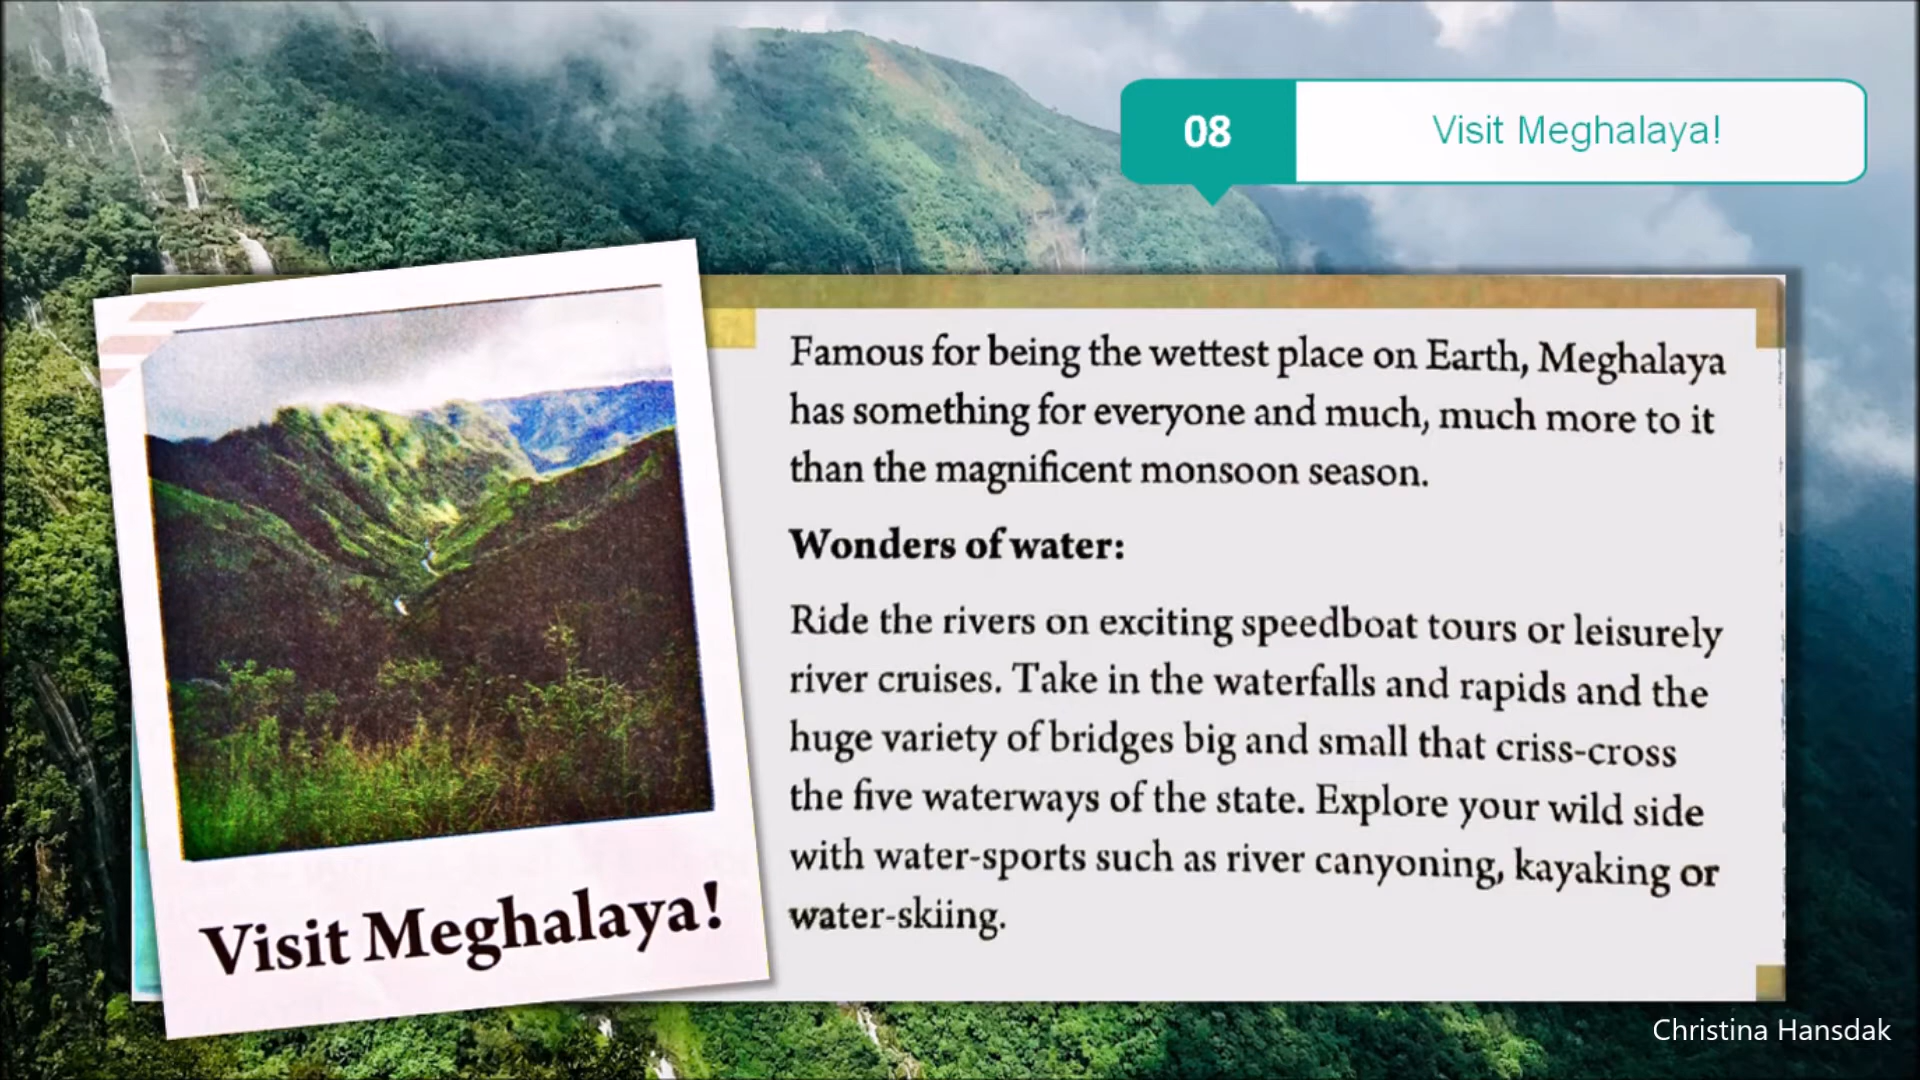 08
Visit Meghalaya!
Famous for being the wettest place on Earth, Meghalaya
has something for everyone and much, much more to it
than the magnificent monsoon season.
Wonders of water:
Ride the rivers on exciting speedboat tours or leisurely
river cruises. Take in the waterfalls and rapids and the
huge variety of bridges big and small that criss-cross
the five waterways of the state. Explore your wild side
with water-sports such as river canyoning, kayaking or
water-skiing.
Visit Meghalaya!
Christina Hansdak